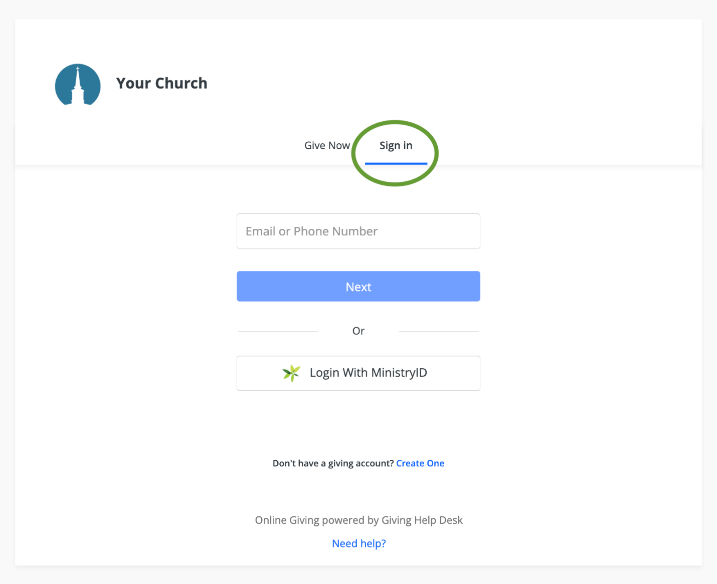 Your Church
Give Now Sign in
Email or Phone Number
Next
Or
Login With MinistryID
Don't have a giving account? Create One
Online Giving powered by Giving Help Desk
Need help?